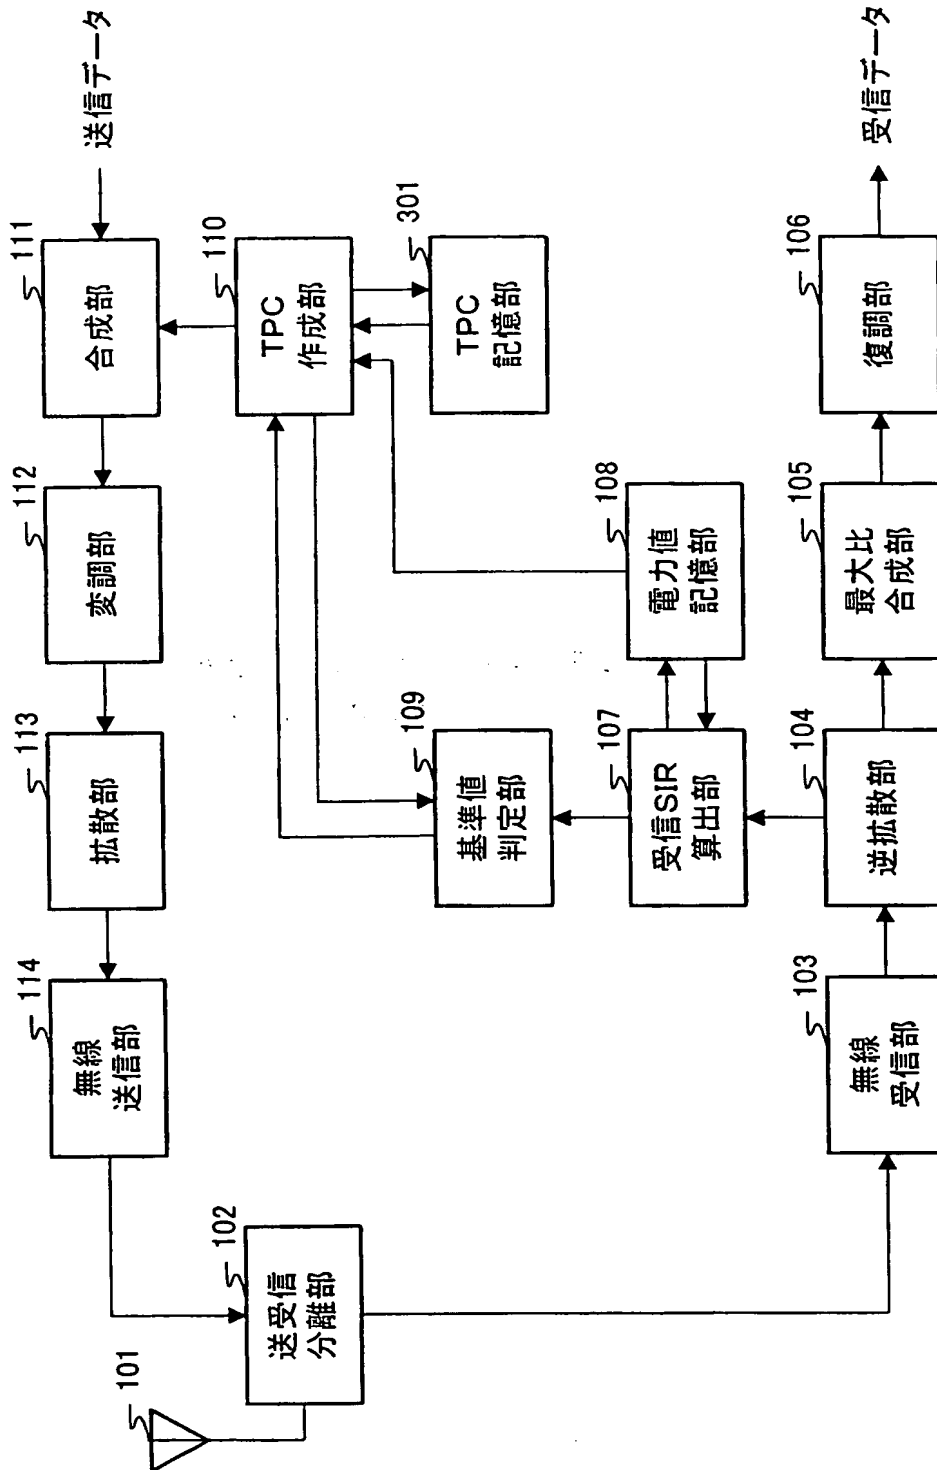 101
102
送受信
分離部
114
無線
送信部
113
拡散部
112
変調部
111
合成部
送信データ
110
TPC
作成部
301
TPC
記憶部
109
基準値
判定部
108
電力値
記憶部
107
受信SIR
算出部
103
無線
受信部
104
逆拡散部
105
最大比
合成部
106
復調部
受信データ